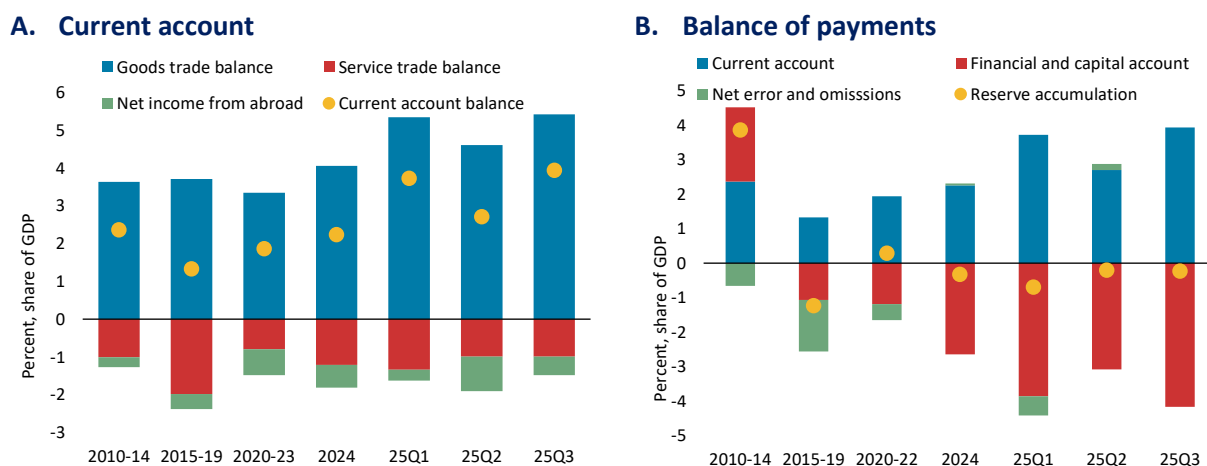 A. Current account
Goods trade balance
Service trade balance
Net income from abroad
Current account balance
Percent, share of GDP
6
5
4
3
2
1
0
-1
-2
-3
2010-14 2015-19 2020-23 2024 25Q1 25Q2 25Q3
B. Balance of payments
Current account
Financial and capital account
Net error and omisssions
Reserve accumulation
Percent, share of GDP
5
4
3
2
1
0
-1
-2
-3
-4
-5
2010-14 2015-19 2020-22 2024 25Q1 25Q2 25Q3